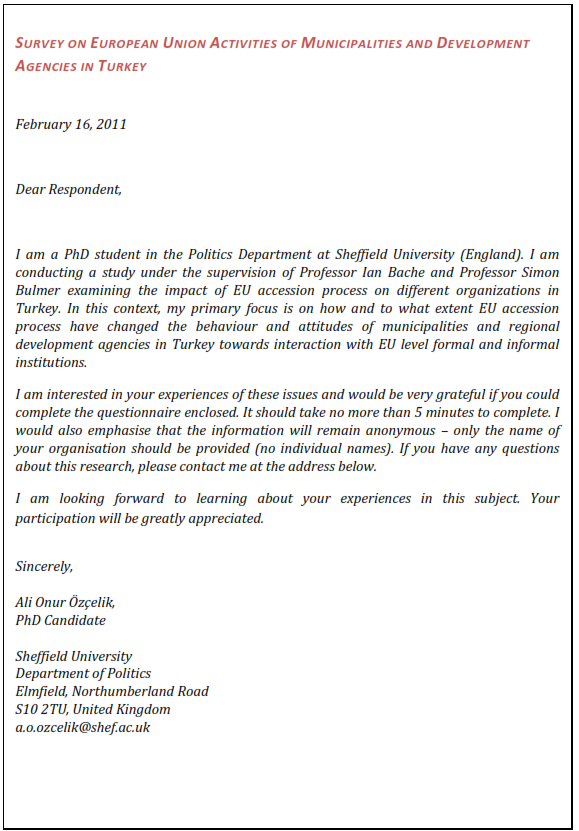 SURVEY ON EUROPEAN UNION ACTIVITIES OF MUNICIPALITIES AND DEVELOPMENT
AGENCIES IN TURKEY
February 16, 2011
Dear Respondent,
I am a PhD student in the Politics Department at Sheffield University (England). I am
conducting a study under the supervision of Professor Ian Bache and Professor Simon
Bulmer examining the impact of EU accession process on different organizations in
Turkey. In this context, my primary focus is on how and to what extent EU accession
process have changed the behaviour and attitudes of municipalities and regional
development agencies in Turkey towards interaction with EU level formal and informal
institutions.
I am interested in your experiences of these issues and would be very grateful if you could
complete the questionnaire enclosed. It should take no more than 5 minutes to complete. I
would also emphasise that the information will remain anonymous – only the name of
your organisation should be provided (no individual names). If you have any questions
about this research, please contact me at the address below.
I am looking forward to learning about your experiences in this subject. Your
participation will be greatly appreciated.
Sincerely,
Ali Onur Özçelik,
PhD Candidate
Sheffield University
Department of Politics
Elmfield, Northumberland Road
S10 2TU, United Kingdom
a.o.ozcelik@shef.ac.uk